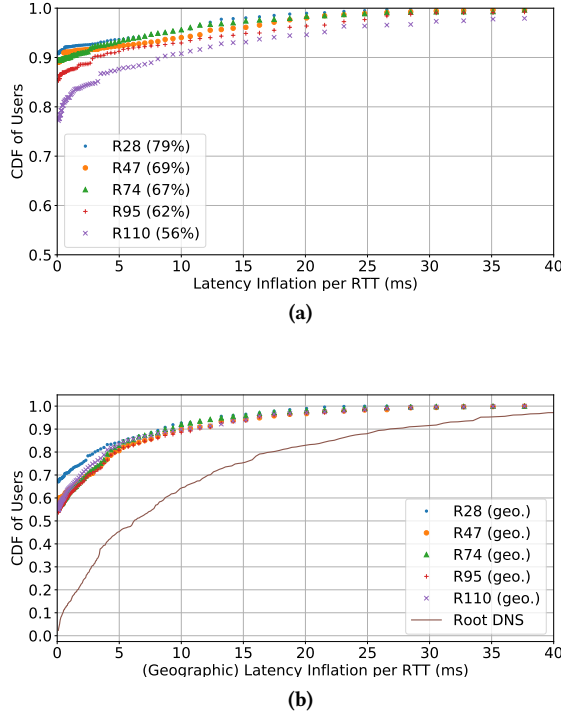 1.0
0.9
0.8
0.7
0.6
0.5
CDF of Users
R28 (79%)
R47 (69%)
R74 (67%)
R95 (62%)
R110 (56%)
0 5 10 15 20 25 30 35 40
Latency Inflation per RTT (ms)
(a)
1.0
0.9
0.8
0.7
0.6
0.5
0.4
0.3
0.2
0.1
0.0
CDF of Users
R28 (geo.)
R47 (geo.)
R74 (geo.)
R95 (geo.)
R110 (geo.)
Root DNS
0 5 10 15 20 25 30 35 40
(Geographic) Latency Inflation per RTT (ms)
(b)